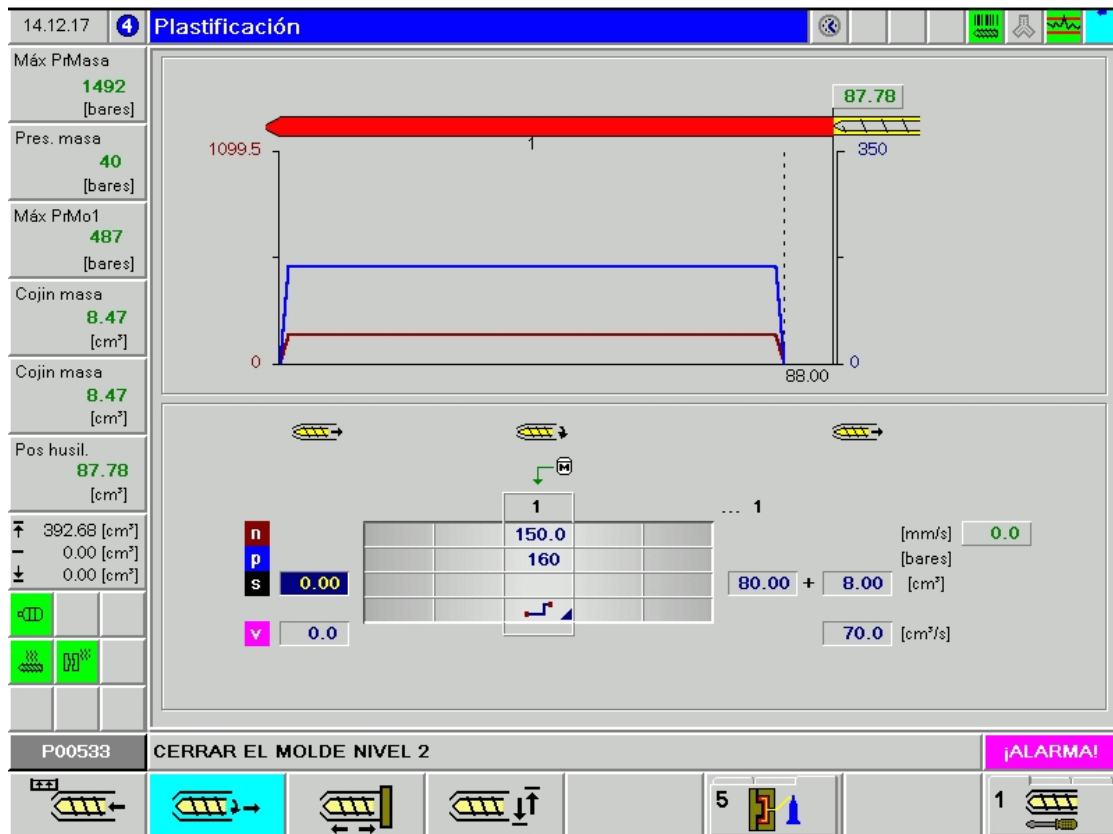 14.12.17
4
Plastificación
Máx PrMasa
1492
[bares]
Pres. masa
40
[bares]
Máx PrMo1
487
[bares]
Cojin masa
8.47
[cm³]
Cojin masa
8.47
[cm³]
Pos husil.
87.78
[cm³]
392.68 [cm³]
0.00 [cm³]
0.00 [cm³]
87.78
1
1099.5
350
0
0
88.00
M
1
... 1
n
150.0
[mm/s]
0.0
p
160
[bares]
s
0.00
80.00 + 8.00 [cm³]
v
0.0
70.0 [cm³/s]
P00533
CERRAR EL MOLDE NIVEL 2
¡ALARMA!
5
1